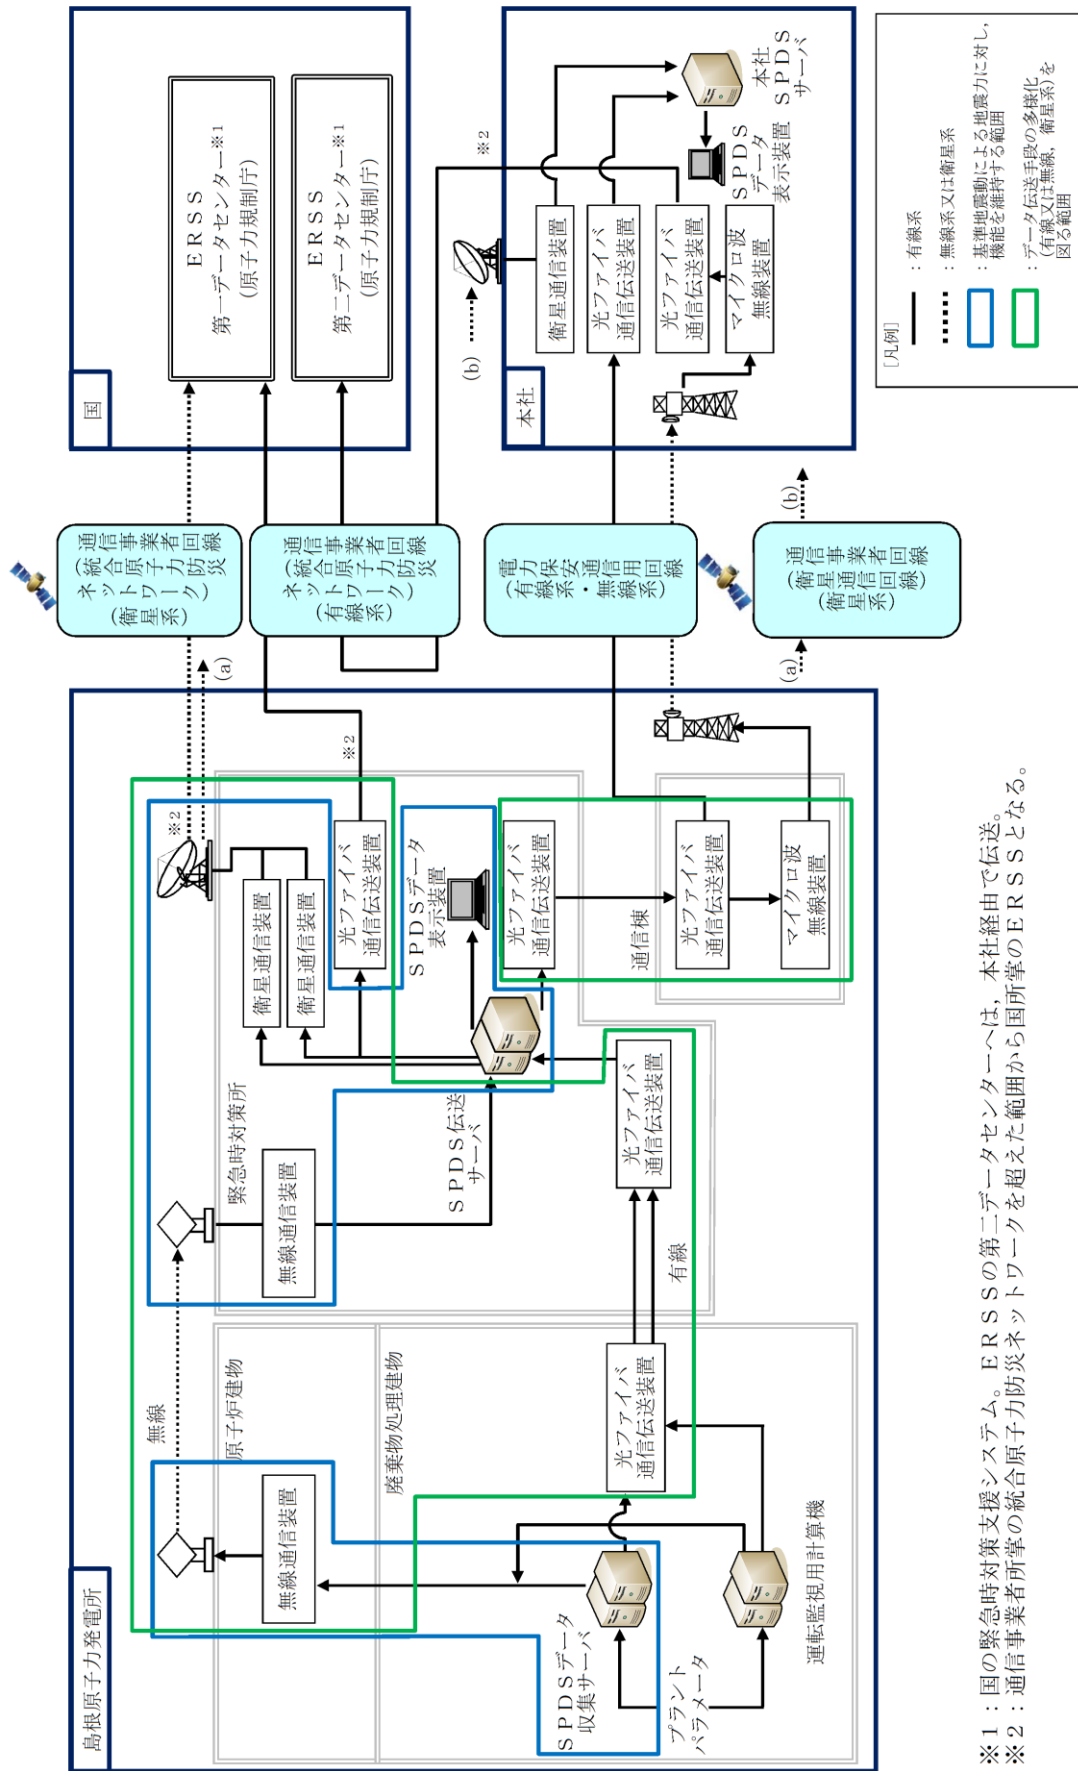 島根原子力発電所
無線
原子炉建物
無線通信装置
廃棄物処理建物
SPDSデータ
収集サーバ
プラント
パラメータ
運転監視用計算機
光ファイバ
通信伝送装置
有線
緊急時対策所
無線通信装置
SPDS伝送
サーバ
光ファイバ
通信伝送装置
※2
衛星通信装置
衛星通信装置
光ファイバ
通信伝送装置
※2
SPDSデータ
表示装置
光ファイバ
通信伝送装置
通信棟
光ファイバ
通信伝送装置
マイクロ波
無線装置
(a)
通信事業者回線
(統合原子力防災
ネットワーク)
(衛星系)
通信事業者回線
(統合原子力防災
ネットワーク)
(有線系)
電力保安通信用回線
(有線系・無線系)
(a)
通信事業者回線
(衛星通信回線)
(衛星系)
(b)
国
ERSS
第一データセンター※1
(原子力規制庁)
ERSS
第二データセンター※1
(原子力規制庁)
※2
本社
(b)
衛星通信装置
光ファイバ
通信伝送装置
光ファイバ
通信伝送装置
マイクロ波
無線装置
本社
SPDS
サーバ
SPDS
データ
表示装置
[凡例]
：有線系
：無線系又は衛星系
：基準地震動による地震力に対し，
機能を維持する範囲
：データ伝送手段の多様化
(有線又は無線，衛星系)を
図る範囲
※1：国の緊急時対策支援システム。ERSSの第二データセンターへは，本社経由で伝送。
※2：通信事業者所掌の統合原子力防災ネットワークを超えた範囲から国所掌のERSSとなる。